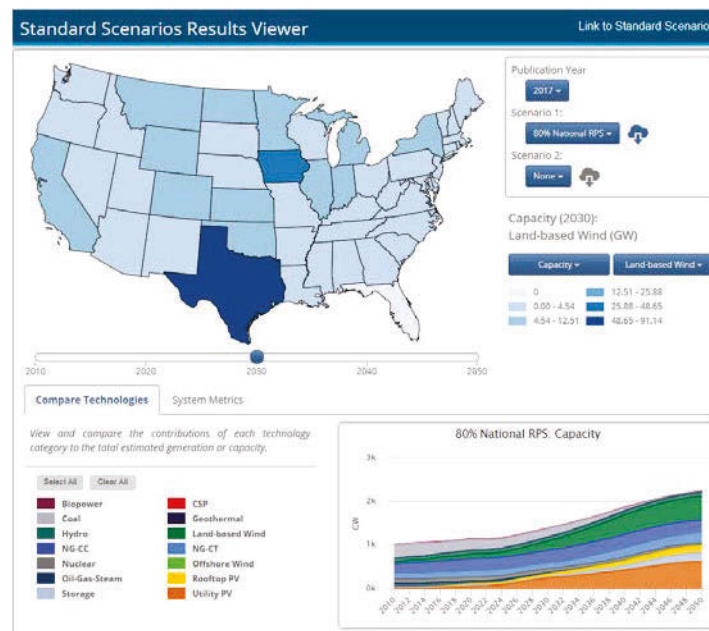 Standard Scenarios Results Viewer
Link to Standard Scenario
Publication Year
2017
Scenario 1:
80% National RPS
Scenario 2:
None
Capacity (2030):
Land-based Wind (GW)
Capacity
Land-based Wind
0
12.51 - 25.88
0.00 - 4.54
25.88 - 48.65
4.54 - 12.51
48.65 - 91.14
2010
2020
2030
2040
2050
Compare Technologies
System Metrics
View and compare the contributions of each technology
category to the total estimated generation or capacity.
Select All
Clear All
Biopower
CSP
Coal
Geothermal
Hydro
Land-based Wind
NG-CC
NG-CT
Nuclear
Offshore Wind
Oil-Gas-Steam
Rooftop PV
Storage
Utility PV
80% National RPS: Capacity
3k
2k
1k
0k
GW
2010 2012 2014 2016 2018 2020 2022 2024 2026 2028 2030 2032 2034 2036 2038 2040 2042 2044 2046 2048 2050